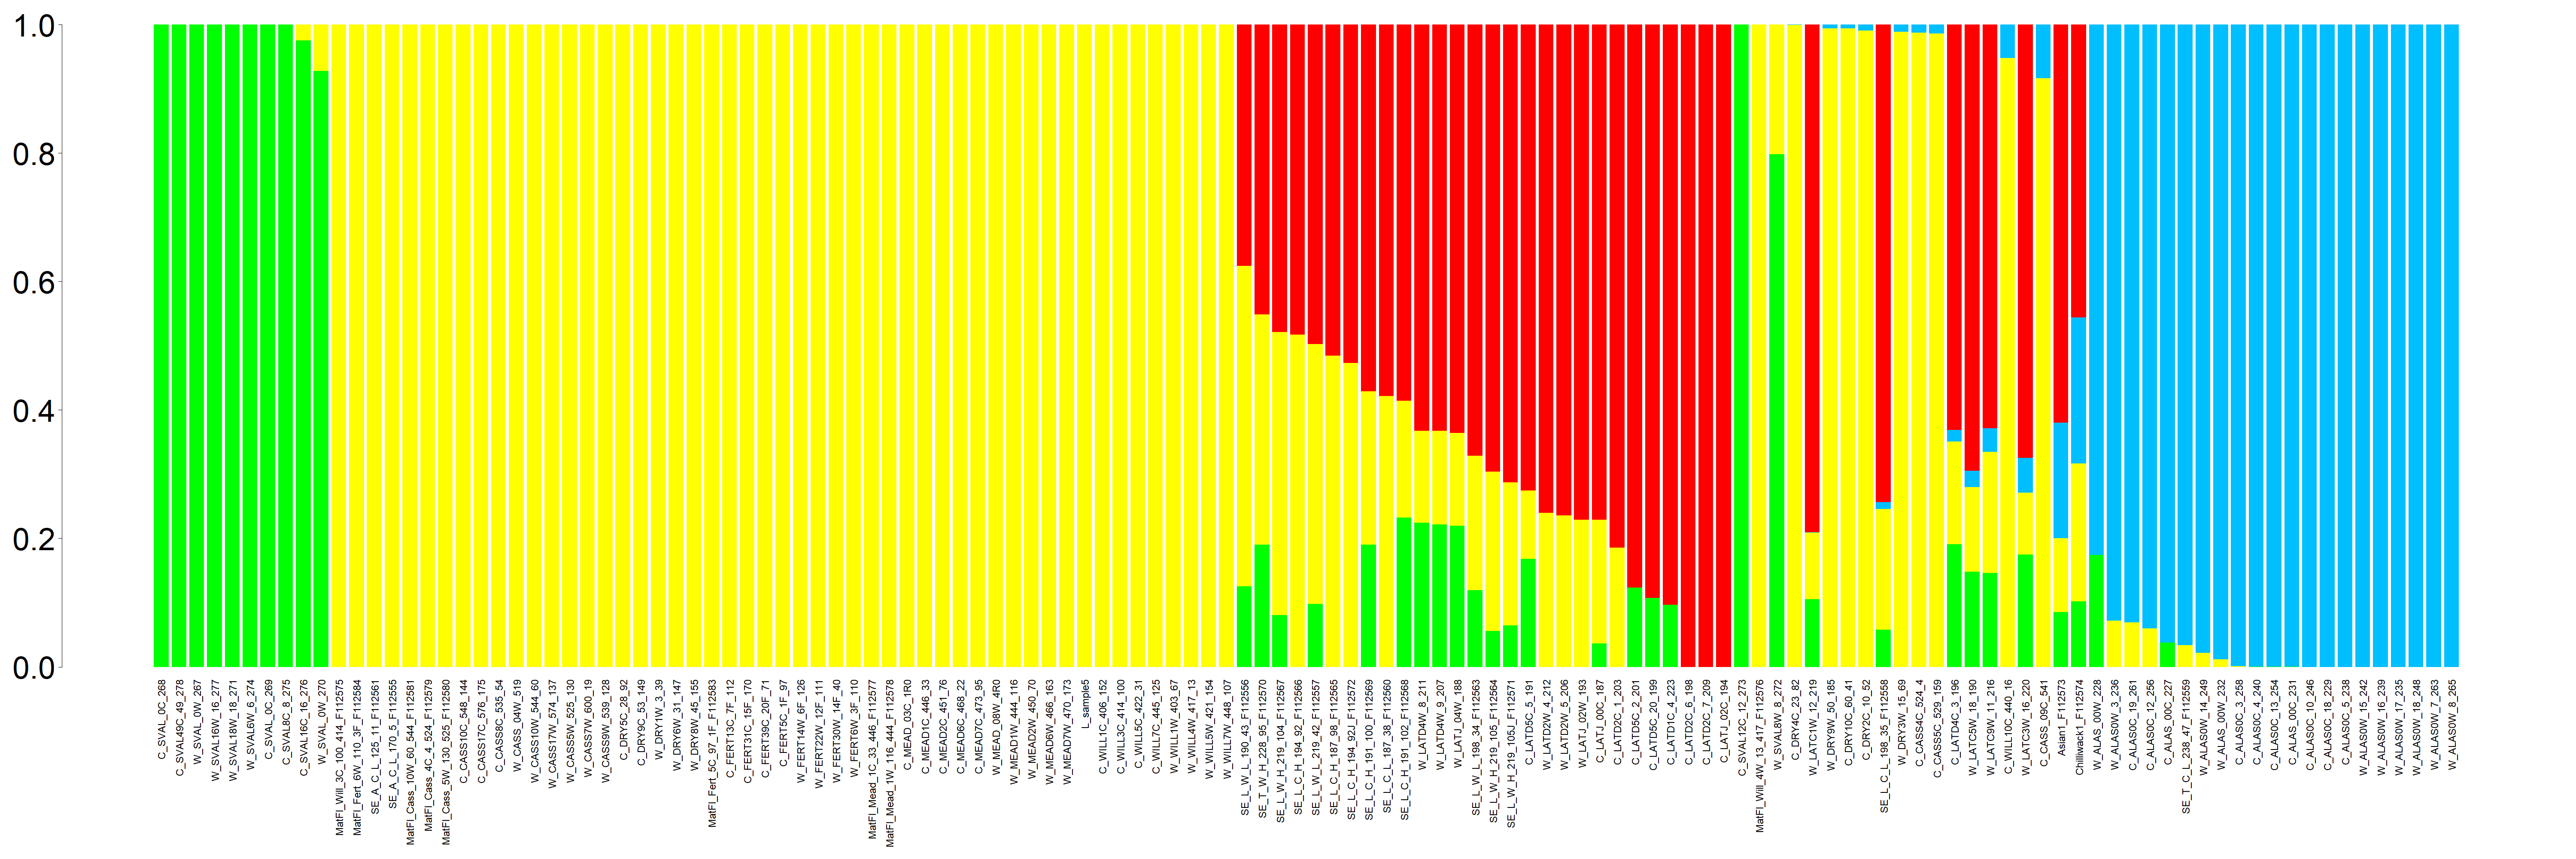 1.0
0.8
0.6
0.4
0.2
0.0
C_SVAL_0C_268
C_SVAL49C_49_278
W_SVAL_0W_267
W_SVAL16W_16_277
W_SVAL18W_18_271
W_SVAL6W_6_274
C_SVAL_0C_269
C_SVAL8C_8_275
C_SVAL16C_16_276
W_SVAL_0W_270
MatFl_Will_3C_100_414_F112575
MatFl_Fert_6W_110_3F_F112584
SE_A_C_L_125_11_F112561
SE_A_C_L_170_5_F112555
MatFl_Cass_10W_60_544_F112581
MatFl_Cass_4C_4_524_F112579
MatFl_Cass_5W_130_525_F112580
C_CASS10C_548_144
C_CASS17C_576_175
C_CASS8C_535_54
W_CASS_04W_519
W_CASS10W_544_60
W_CASS17W_574_137
W_CASS5W_525_130
W_CASS7W_600_19
W_CASS9W_539_128
C_DRY5C_28_92
C_DRY9C_53_149
W_DRY1W_3_39
W_DRY6W_31_147
W_DRY8W_45_155
MatFl_Fert_5C_97_1F_F112583
C_FERT13C_7F_112
C_FERT31C_15F_170
C_FERT39C_20F_71
C_FERT5C_1F_97
W_FERT14W_6F_126
W_FERT22W_12F_111
W_FERT30W_14F_40
W_FERT6W_3F_110
MatFl_Mead_1C_33_446_F112577
MatFl_Mead_1W_116_444_F112578
C_MEAD_03C_1R0
C_MEAD1C_446_33
C_MEAD2C_451_76
C_MEAD6C_468_22
C_MEAD7C_473_95
W_MEAD_08W_4R0
W_MEAD1W_444_116
W_MEAD2W_450_70
W_MEAD6W_466_163
W_MEAD7W_470_173
L_sample5
C_WILL1C_406_152
C_WILL3C_414_100
C_WILL5C_422_31
C_WILL7C_445_125
W_WILL1W_403_67
W_WILL4W_417_13
W_WILL5W_421_154
W_WILL7W_448_107
SE_L_W_L_190_43_F112556
SE_T_W_H_228_95_F112570
SE_L_W_H_219_104_F112567
SE_L_C_H_194_92_F112566
SE_L_W_L_219_42_F112557
SE_L_C_H_187_98_F112565
SE_L_C_H_194_92J_F112572
SE_L_C_H_191_100_F112569
SE_L_C_L_187_38_F112560
SE_L_C_H_191_102_F112568
W_LATD4W_8_211
W_LATD4W_9_207
W_LATJ_04W_188
SE_L_W_L_198_34_F112563
SE_L_W_H_219_105_F112564
SE_L_W_H_219_105J_F112571
C_LATD5C_5_191
W_LATD2W_4_212
W_LATD2W_5_206
W_LATJ_02W_193
C_LATJ_00C_187
C_LATD2C_1_203
C_LATD5C_2_201
C_LATD5C_20_199
C_LATD1C_4_223
C_LATD2C_6_198
C_LATD2C_7_209
C_LATJ_02C_194
C_SVAL12C_12_273
MatFl_Will_4W_13_417_F112576
W_SVAL8W_8_272
C_DRY4C_23_82
W_LATC1W_12_219
W_DRY9W_50_185
C_DRY10C_60_41
C_DRY2C_10_52
SE_L_C_L_198_35_F112558
W_DRY3W_15_69
C_CASS4C_524_4
C_CASS5C_529_159
C_LATD4C_3_196
W_LATC5W_18_190
W_LATC9W_11_216
C_WILL10C_440_16
W_LATC3W_16_220
C_CASS_09C_541
Asian1_F112573
Chilliwack1_F112574
W_ALAS_00W_228
W_ALAS0W_3_236
C_ALAS0C_19_261
C_ALAS0C_12_256
C_ALAS_00C_227
SE_T_C_L_238_47_F112559
W_ALAS0W_14_249
W_ALAS_00W_232
C_ALAS0C_3_258
C_ALAS0C_4_240
C_ALAS0C_13_254
C_ALAS_00C_231
C_ALAS0C_10_246
C_ALAS0C_18_229
C_ALAS0C_5_238
W_ALAS0W_15_242
W_ALAS0W_16_239
W_ALAS0W_17_235
W_ALAS0W_18_248
W_ALAS0W_7_263
W_ALAS0W_8_265